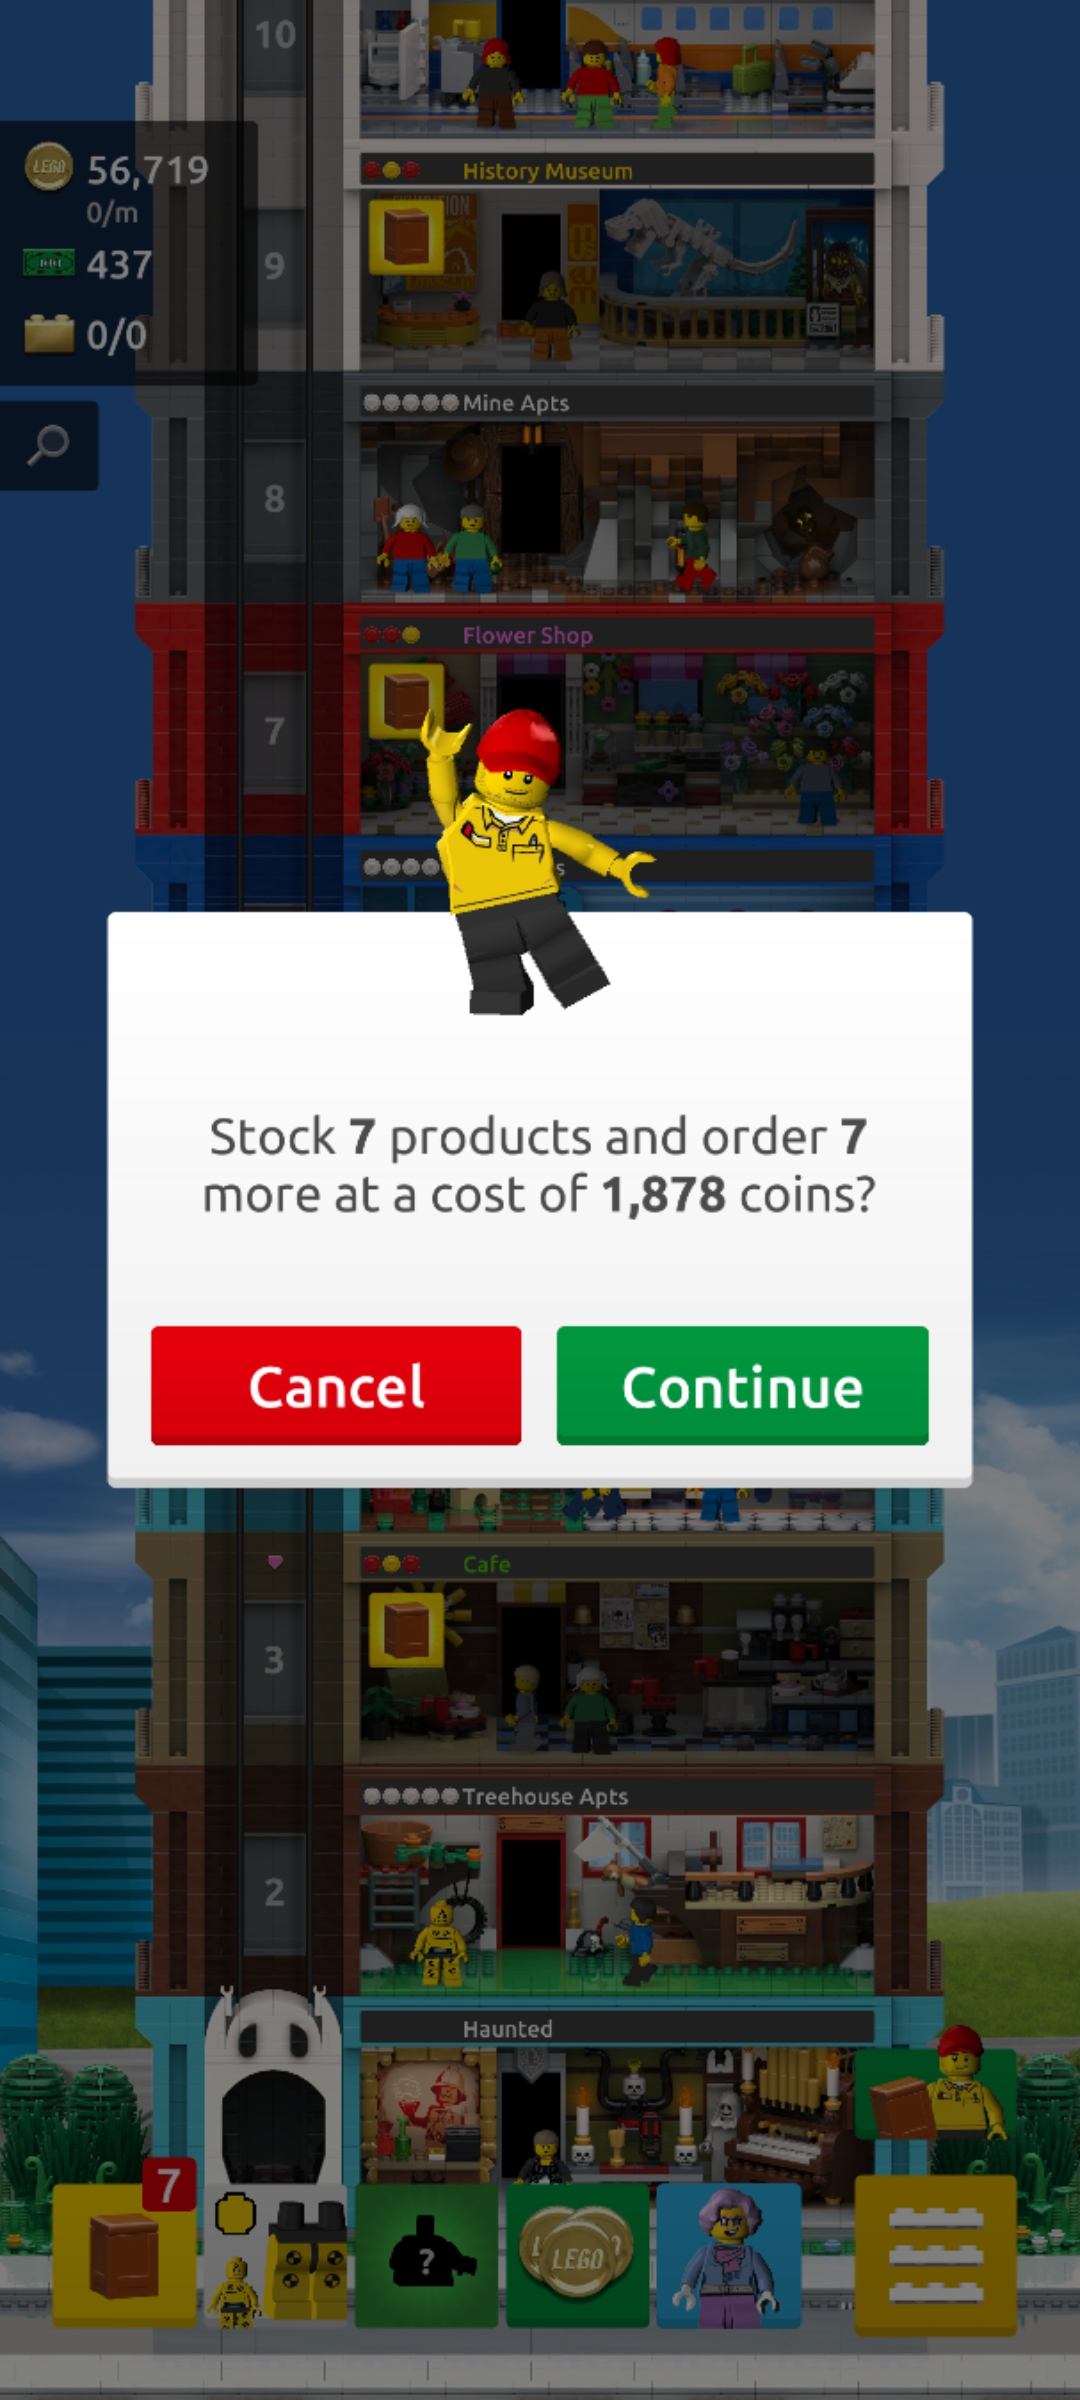 10
56,719
0/m
437
0/0
History Museum
9
Mine Apts
8
Flower Shop
7
Stock 7 products and order 7
more at a cost of 1,878 coins?
Cancel
Continue
Cafe
3
Treehouse Apts
2
Haunted
7
?
LEGO